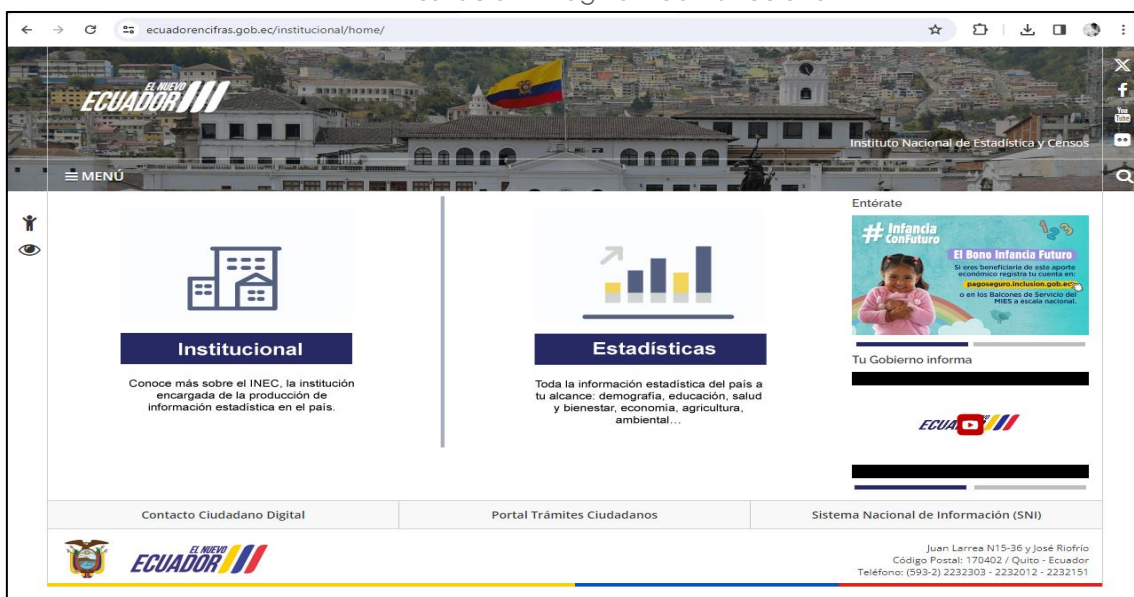 ecuadorencifras.gob.ec/institucional/home/
EL NUEVO
ECUADOR
Instituto Nacional de Estadística y Censos
MENÚ
You
Tube
Institucional
Conoce más sobre el INEC, la institución
encargada de la producción de
información estadística en el país.
Estadísticas
Toda la información estadística del país a
tu alcance: demografía, educación, salud
y bienestar, economía, agricultura,
ambiental…
Entérate
# Infancia
ConFuturo
1 2 3
El Bono Infancia Futuro
Si eres beneficiaria de este aporte
económico registra tu cuenta en:
pagoseguro.inclusion.gob.ec
o en los Balcones de Servicio del
MIES a escala nacional.
Tu Gobierno informa
Contacto Ciudadano Digital
Portal Trámites Ciudadanos
Sistema Nacional de Información (SNI)
EL NUEVO
ECUADOR
Juan Larrea N15-36 y José Riofrío
Código Postal: 170402 / Quito - Ecuador
Teléfono: (593-2) 2232303 - 2232012 - 2232151